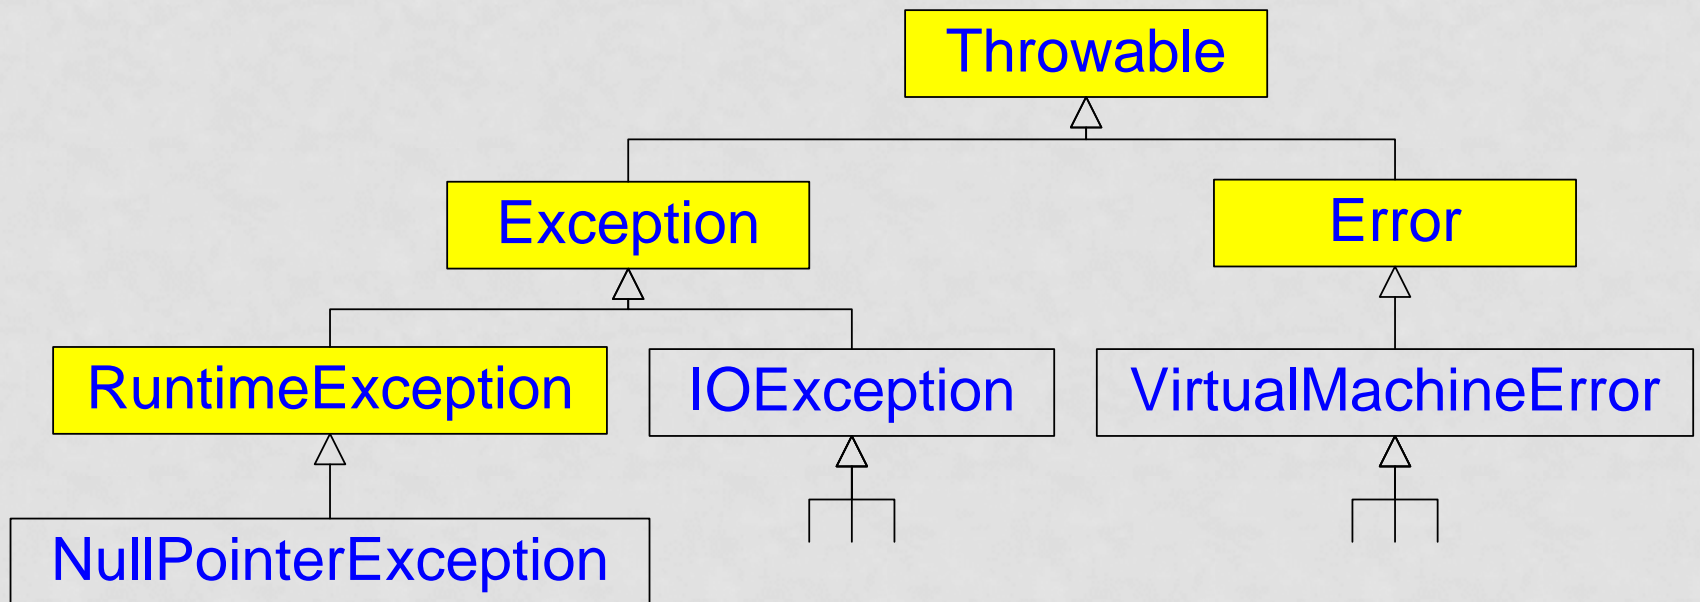 Throwable
Exception
Error
RuntimeException
IOException
VirtualMachineError
NullPointerException